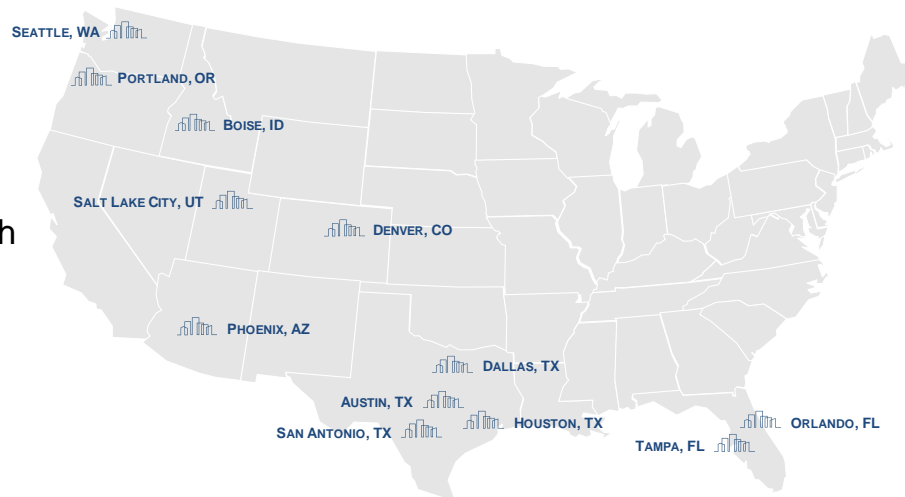 SEATTLE, WA
PORTLAND, OR
BOISE, ID
SALT LAKE CITY, UT
h
DENVER, CO
PHOENIX, AZ
DALLAS, TX
AUSTIN, TX
HOUSTON, TX
ORLANDO, FL
SAN ANTONIO, TX
TAMPA, FL